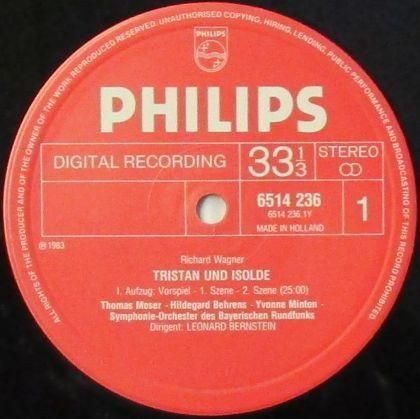 ALL RIGHTS OF THE PRODUCER AND OF THE OWNER OF THE WORK REPRODUCED RESERVED. UNAUTHORISED COPYING, HIRING, LENDING, PUBLIC PERFORMANCE AND BROADCASTING OF THIS RECORD PROHIBITED
PHILIPS
PHILIPS
DIGITAL RECORDING
33 1/3
STEREO
6514 236
6514 236.1Y
MADE IN HOLLAND
1
℗ 1983
Richard Wagner
TRISTAN UND ISOLDE
I. Aufzug: Vorspiel - 1. Szene - 2. Szene (25:00)
Thomas Moser - Hildegard Behrens - Yvonne Minton -
Symphonie-Orchester des Bayerischen Rundfunks
Dirigent: LEONARD BERNSTEIN